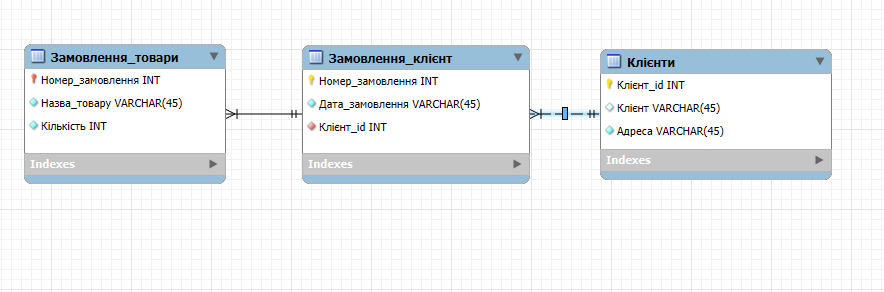 Замовлення_товари
Номер_замовлення INT
Назва_товару VARCHAR(45)
Кількість INT
Indexes
Замовлення_клієнт
Номер_замовлення INT
Дата_замовлення VARCHAR(45)
Клієнт_id INT
Indexes
Клієнти
Клієнт_id INT
Клієнт VARCHAR(45)
Адреса VARCHAR(45)
Indexes